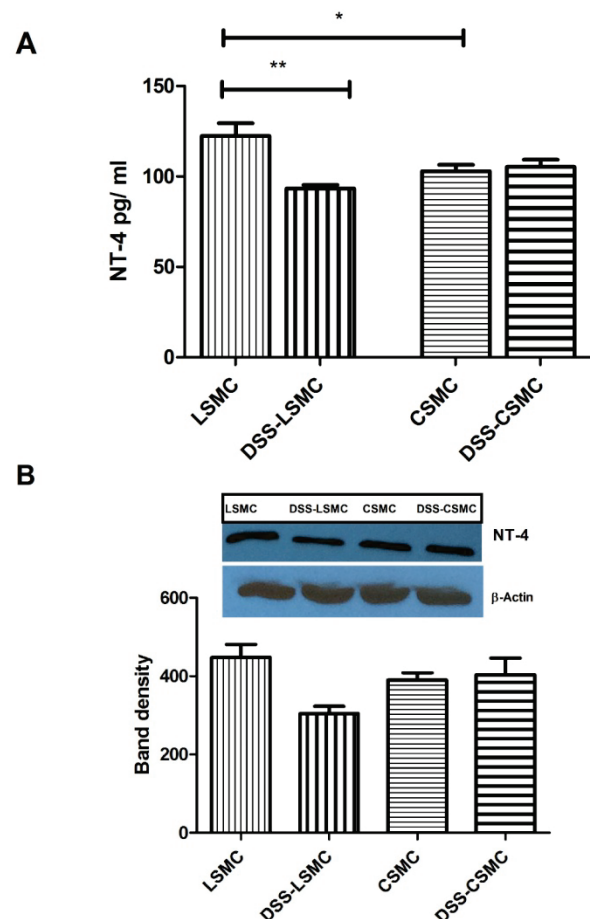 A
*
**
150
100
50
0
NT-4 pg/ ml
LSMC
DSS-LSMC
CSMC
DSS-CSMC
B
LSMC DSS-LSMC CSMC DSS-CSMC
NT-4
β-Actin
600
400
200
0
Band density
LSMC
DSS-LSMC
CSMC
DSS-CSMC